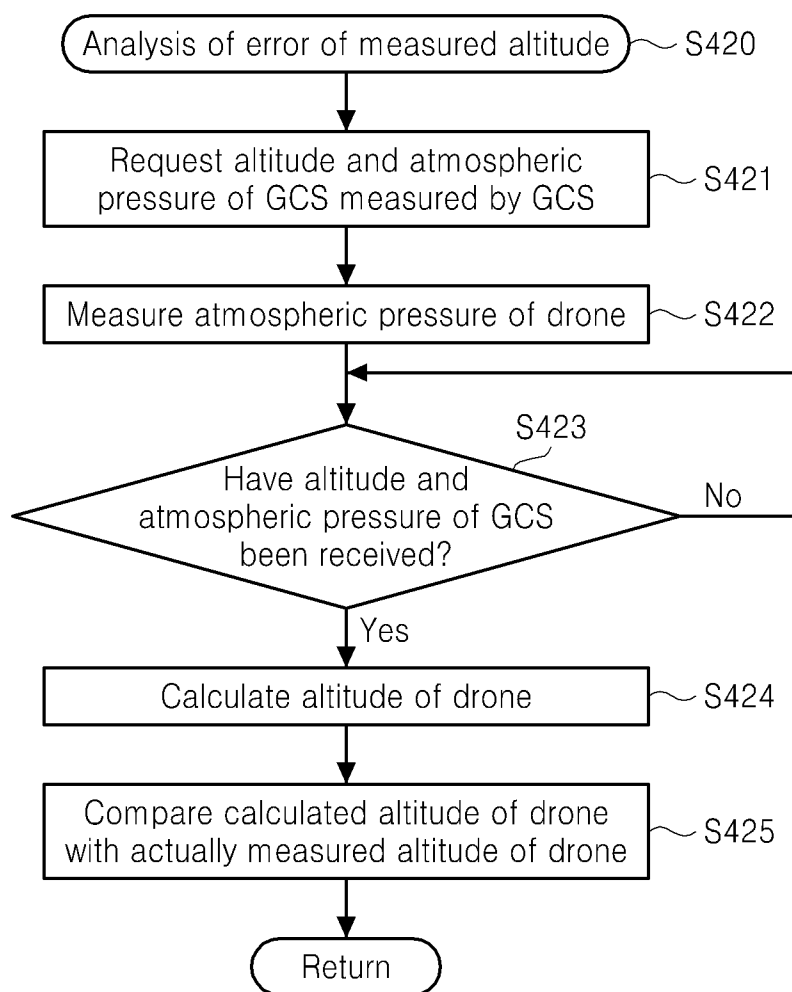 Analysis of error of measured altitude
S420
Request altitude and atmospheric
pressure of GCS measured by GCS
S421
Measure atmospheric pressure of drone
S422
S423
Have altitude and
atmospheric pressure of GCS
been received?
No
Yes
Calculate altitude of drone
S424
Compare calculated altitude of drone
with actually measured altitude of drone
S425
Return